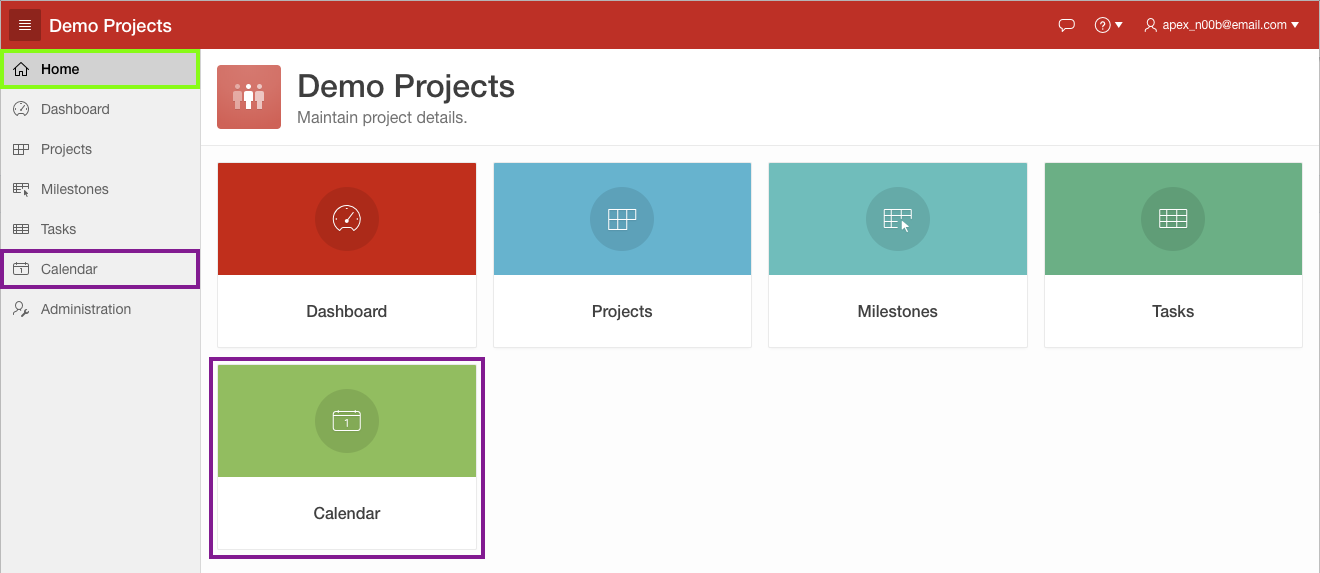 Demo Projects
?
apex_n00b@email.com
Home
Dashboard
Projects
Milestones
Tasks
1 Calendar
Administration
Demo Projects
Maintain project details.
Dashboard
Projects
Milestones
Tasks
1
Calendar